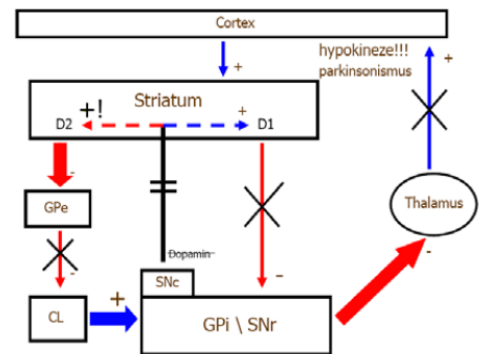 Cortex
hypokineze!!!
parkinsonismus
+
+
Striatum
+!
+
D2
D1
-
GPe
Thalamus
-
-
Dopamin
-
SNc
+
CL
GPi \ SNr